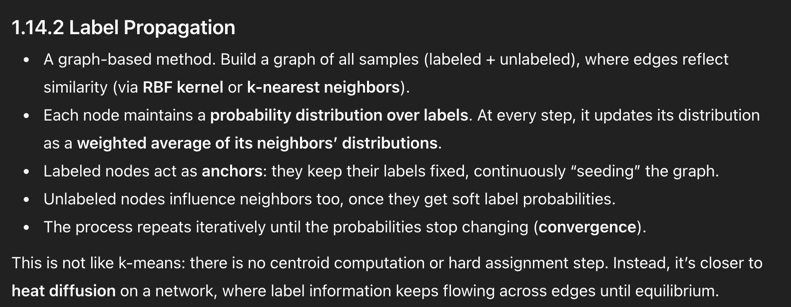 1.14.2 Label Propagation
• A graph-based method. Build a graph of all samples (labeled + unlabeled), where edges reflect
similarity (via RBF kernel or k-nearest neighbors).
• Each node maintains a probability distribution over labels. At every step, it updates its distribution
as a weighted average of its neighbors’ distributions.
• Labeled nodes act as anchors: they keep their labels fixed, continuously “seeding” the graph.
• Unlabeled nodes influence neighbors too, once they get soft label probabilities.
• The process repeats iteratively until the probabilities stop changing (convergence).
This is not like k-means: there is no centroid computation or hard assignment step. Instead, it’s closer to
heat diffusion on a network, where label information keeps flowing across edges until equilibrium.